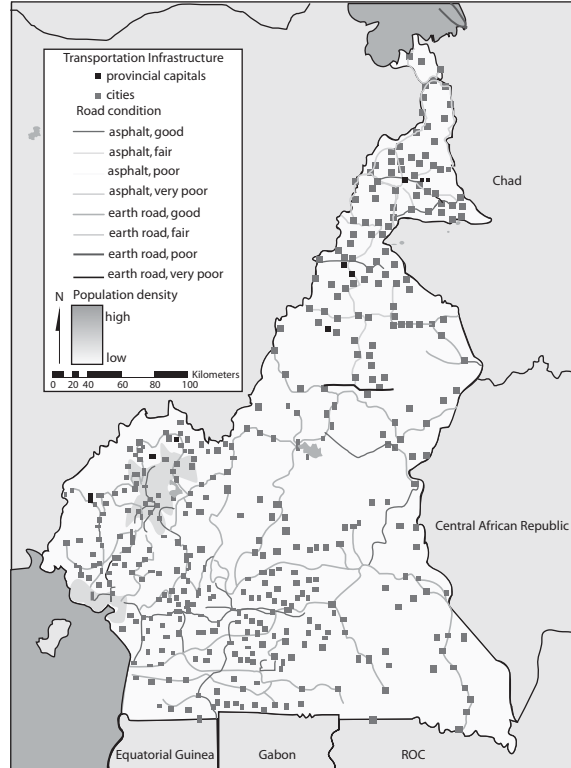 Transportation Infrastructure
provincial capitals
cities
Road condition
asphalt, good
asphalt, fair
asphalt, poor
asphalt, very poor
earth road, good
earth road, fair
earth road, poor
earth road, very poor
N Population density
high
low
Kilometers
0 20 40 60 80 100
Chad
Central African Republic
Equatorial Guinea Gabon ROC